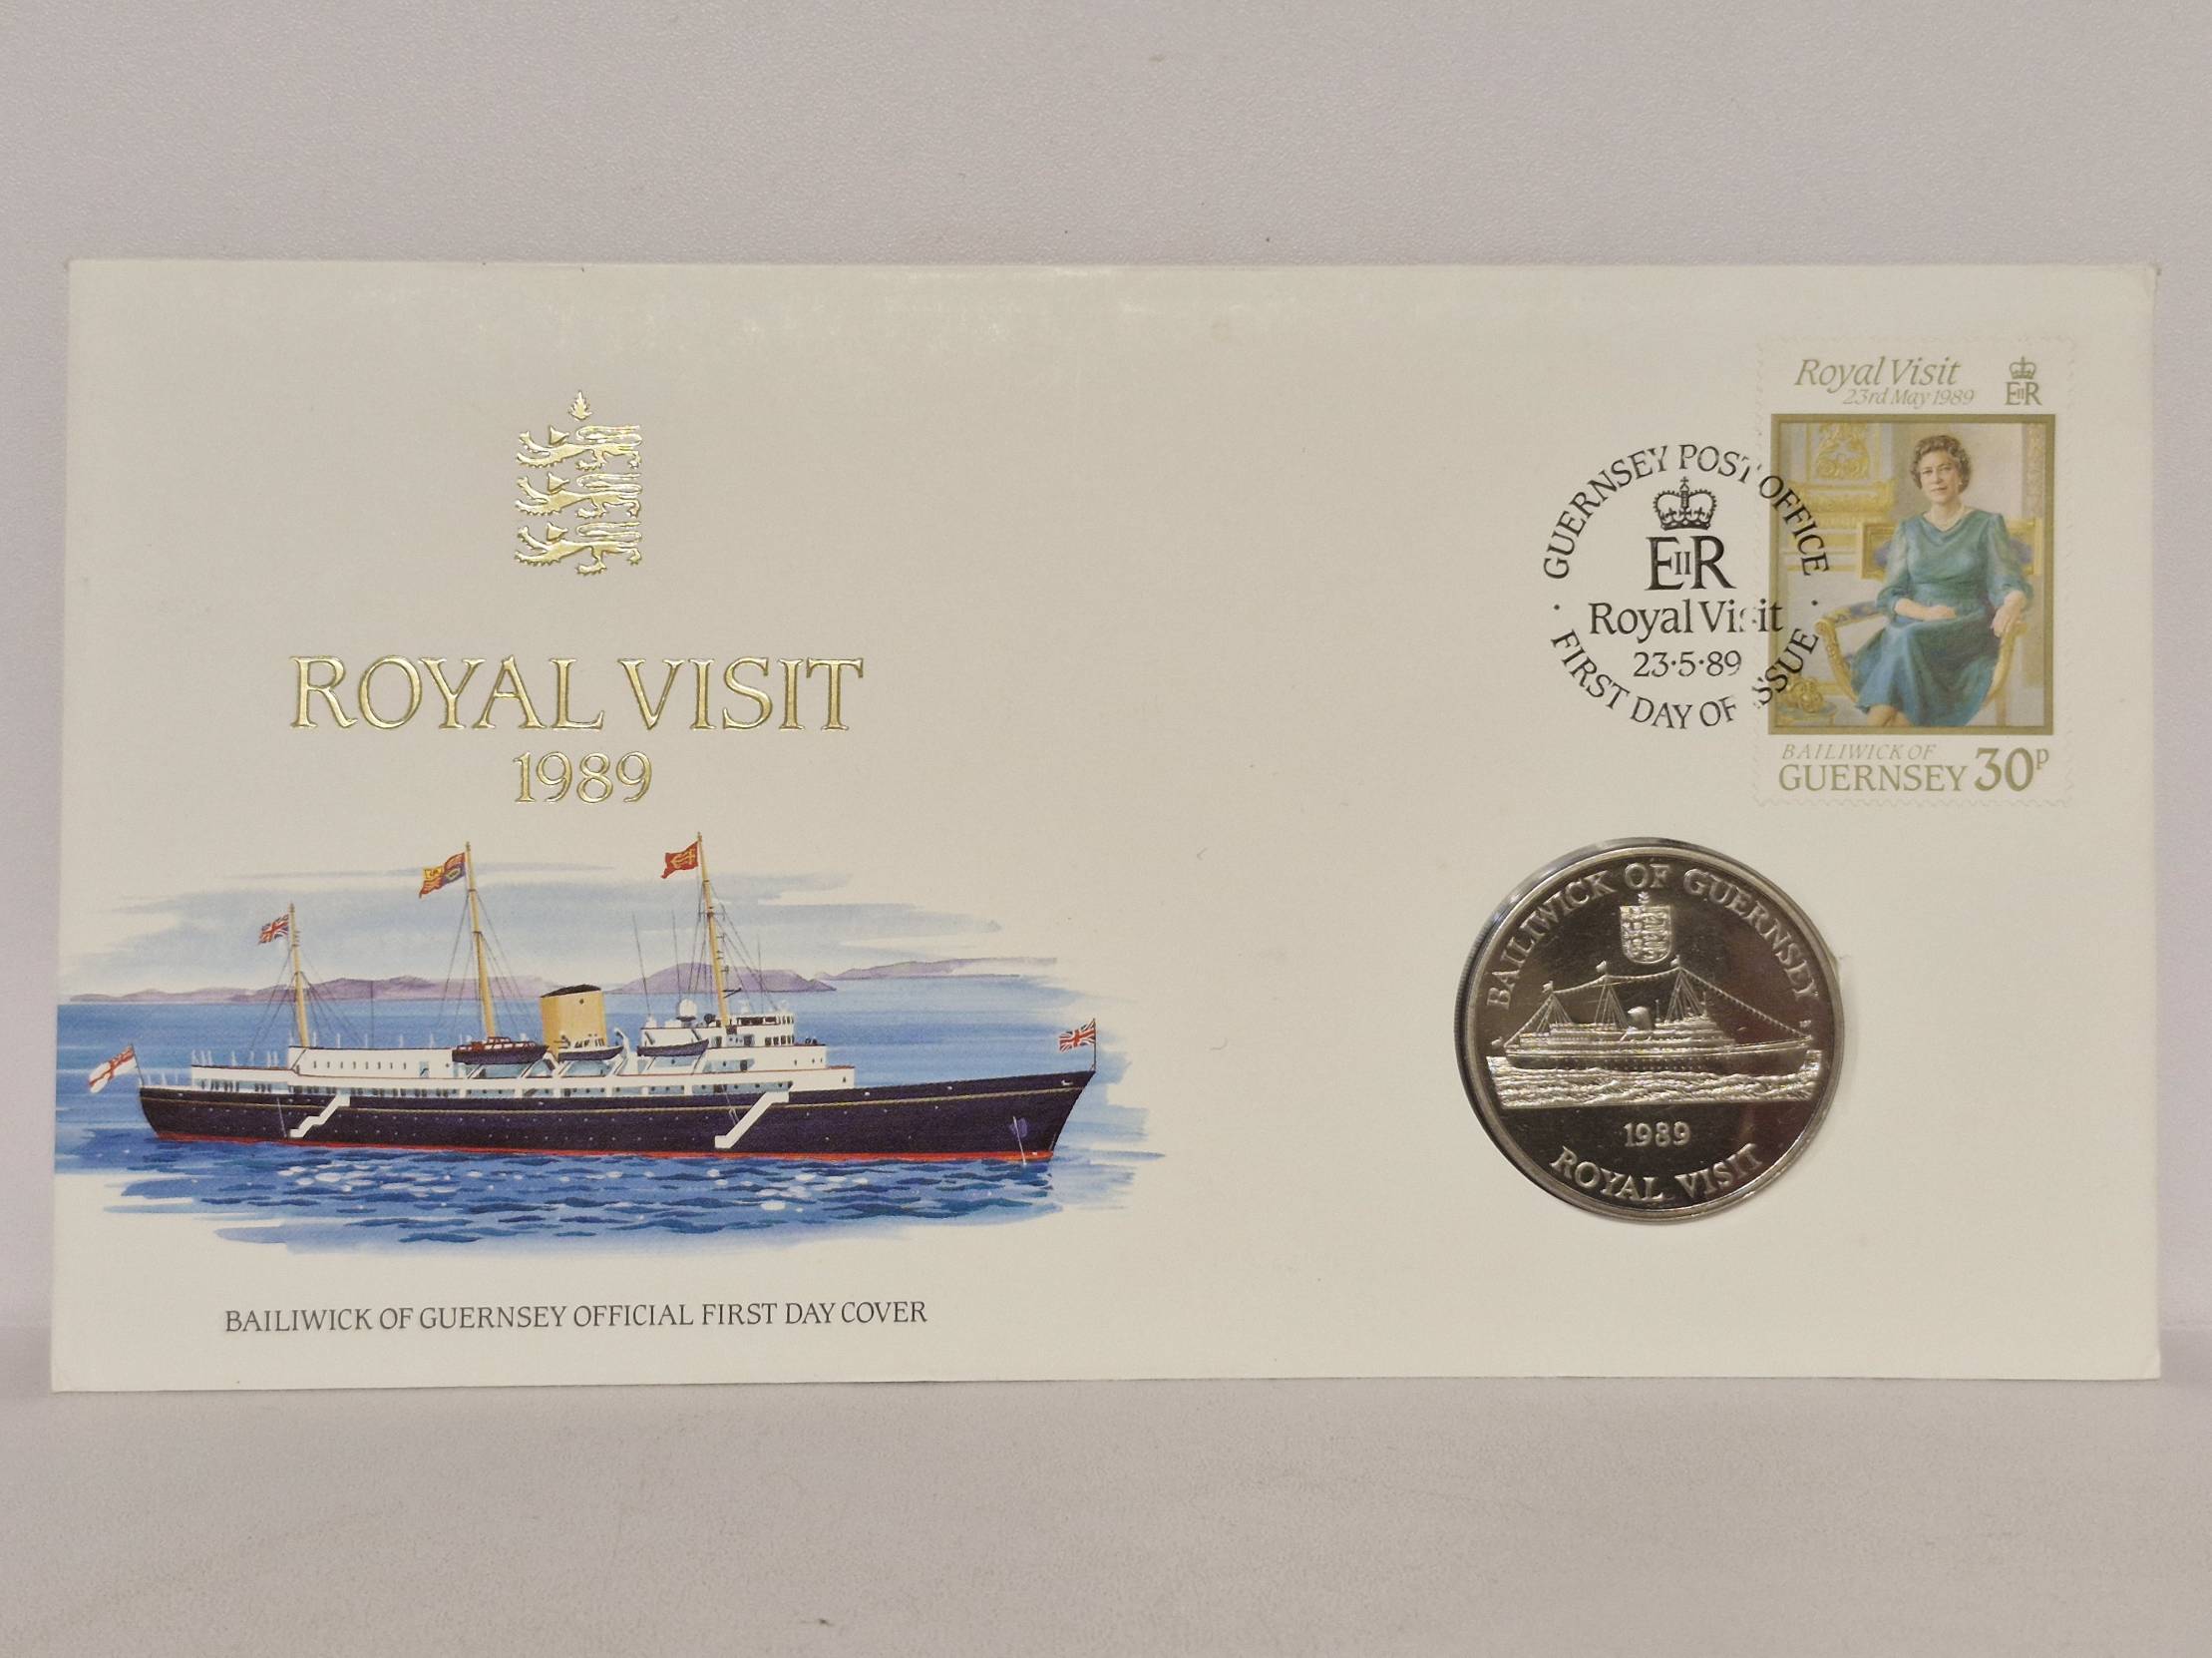 ROYAL VISIT
1989
BAILIWICK OF GUERNSEY OFFICIAL FIRST DAY COVER
GUERNSEY POST OFFICE
EIIR
Royal Visit
23·5·89
FIRST DAY OF ISSUE
Royal Visit
23rd May 1989
EIIR
BAILIWICK OF
GUERNSEY 30p
BAILIWICK OF GUERNSEY
1989
ROYAL VISIT